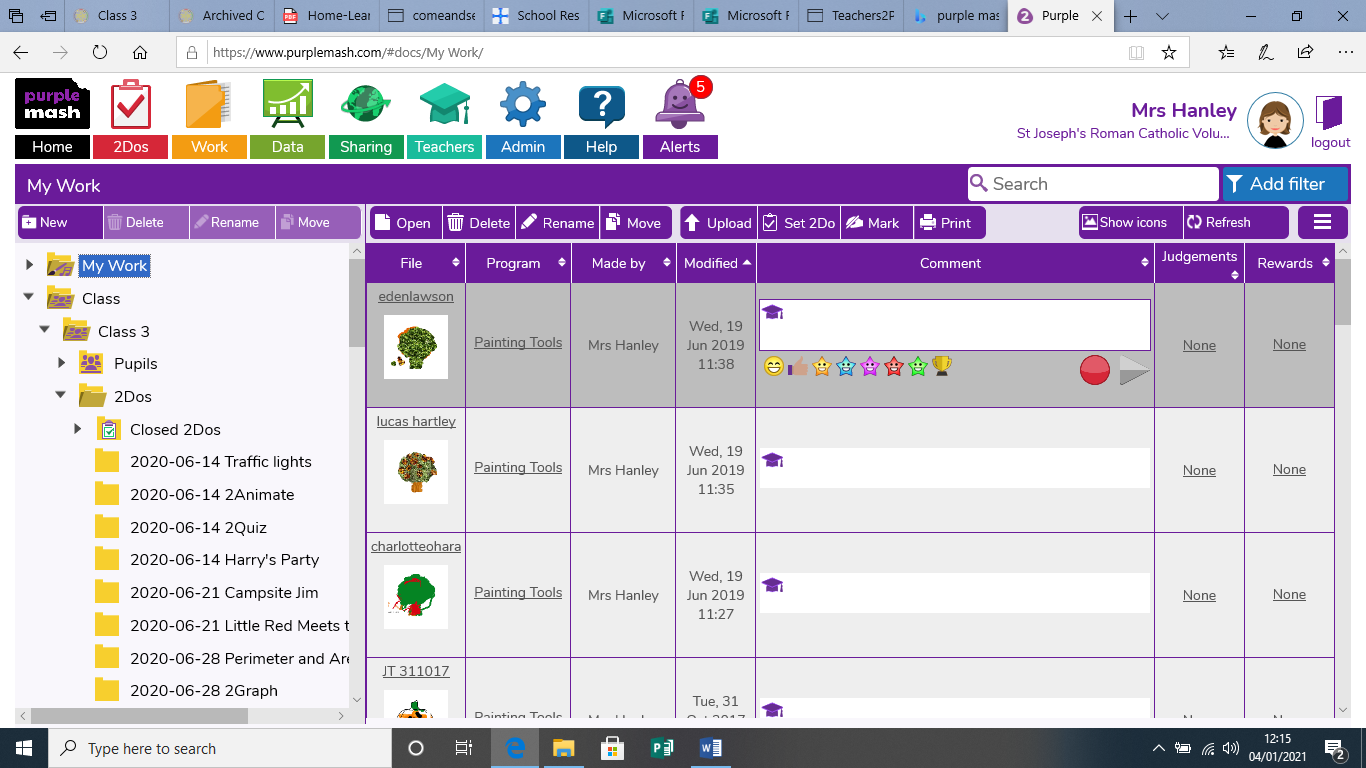 Class 3
Archived C
Home-Lear
comeandse
School Res
Microsoft F
Microsoft F
Teachers2P
purple mas
Purple
https://www.purplemash.com/#docs/My Work/
purple
mash
Home
2Dos
Work
Data
Sharing
Teachers
Admin
Help
5
Alerts
Mrs Hanley
St Joseph's Roman Catholic Volu...
logout
My Work
Search
Add filter
New
Delete
Rename
Move
Open
Delete
Rename
Move
Upload
Set 2Do
Mark
Print
Show icons
Refresh
My Work
Class
Class 3
Pupils
2Dos
Closed 2Dos
2020-06-14 Traffic lights
2020-06-14 2Animate
2020-06-14 2Quiz
2020-06-14 Harry's Party
2020-06-21 Campsite Jim
2020-06-21 Little Red Meets t
2020-06-28 Perimeter and Are
2020-06-28 2Graph
File
Program
Made by
Modified
Comment
Judgements
Rewards
edenlawson
Painting Tools
Mrs Hanley
Wed, 19
Jun 2019
11:38
None
None
lucas hartley
Painting Tools
Mrs Hanley
Wed, 19
Jun 2019
11:35
None
None
charlotteohara
Painting Tools
Mrs Hanley
Wed, 19
Jun 2019
11:27
None
None
JT 311017
Painting Tools
Mrs Hanley
Tue, 31
Oct 2017
None
None
Type here to search
12:15
04/01/2021
2